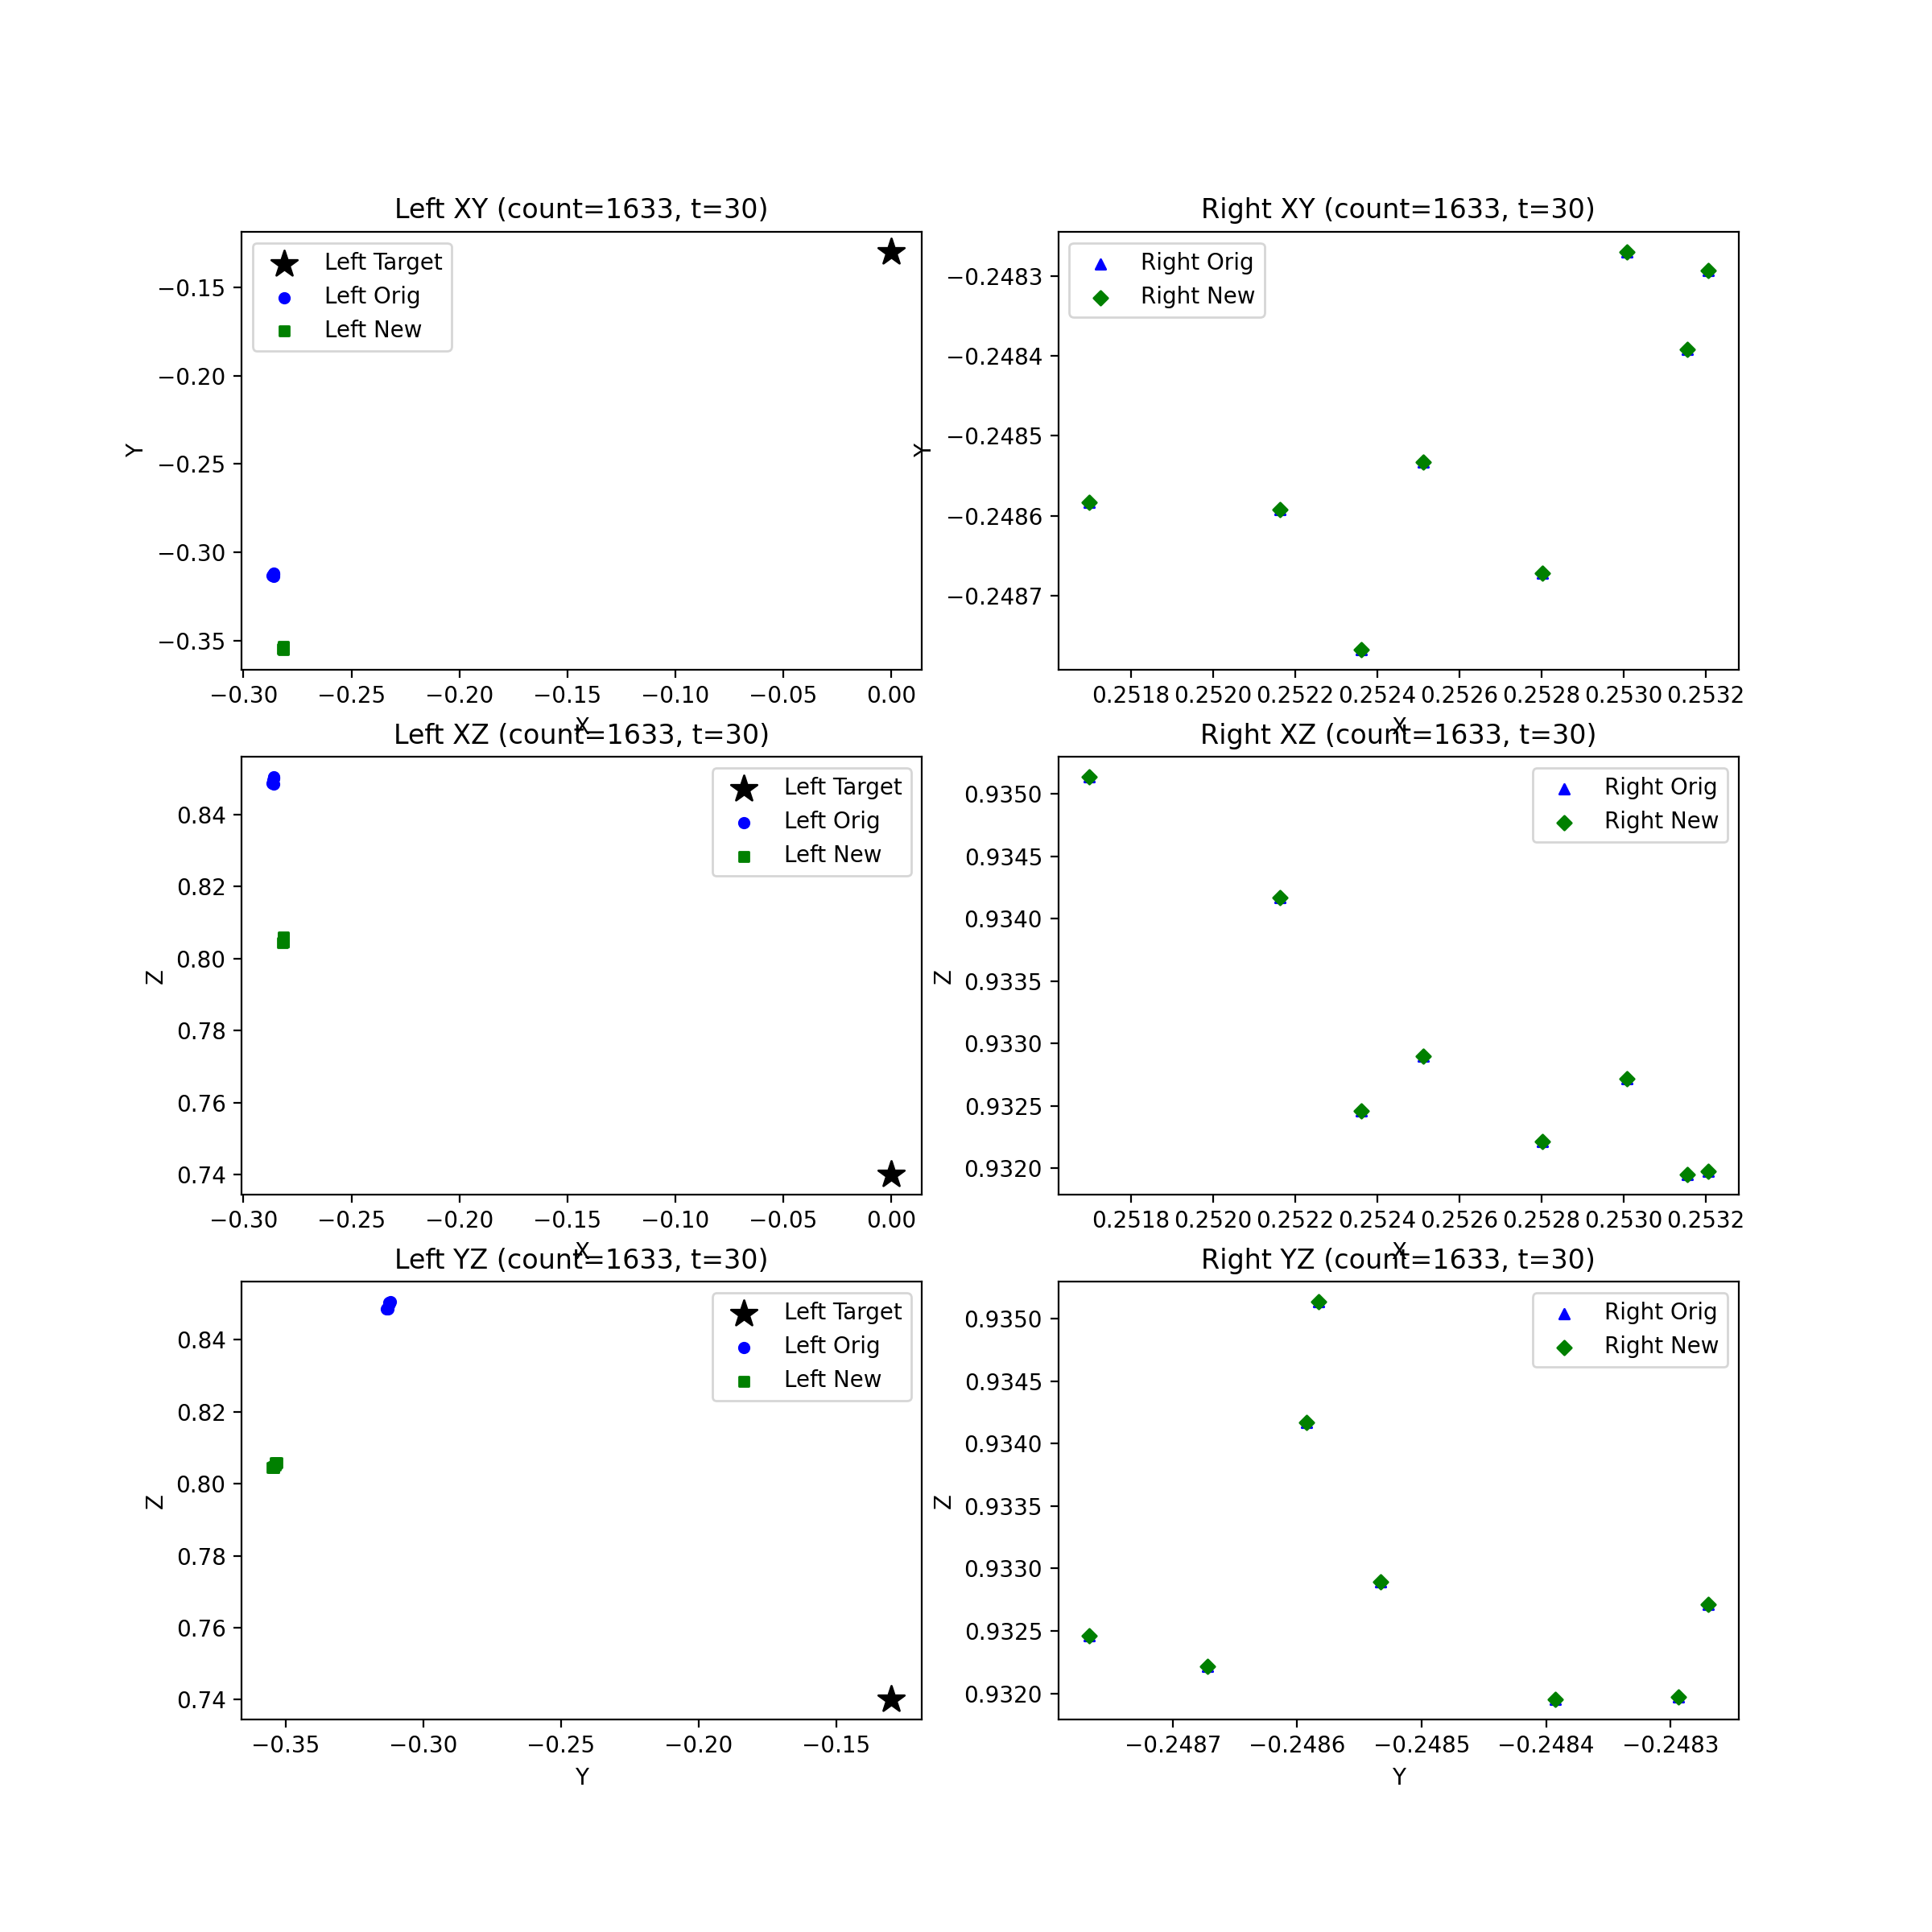 Left XY (count=1633, t=30)
Left Target
Left Orig
Left New
−0.15
−0.20
−0.25
−0.30
−0.35
Y
−0.30 −0.25 −0.20 −0.15 −0.10 −0.05 0.00
X
Right XY (count=1633, t=30)
Right Orig
Right New
−0.2483
−0.2484
−0.2485
−0.2486
−0.2487
Y
0.2518 0.2520 0.2522 0.2524 0.2526 0.2528 0.2530 0.2532
X
Left XZ (count=1633, t=30)
Left Target
Left Orig
Left New
0.84
0.82
0.80
0.78
0.76
0.74
Z
−0.30 −0.25 −0.20 −0.15 −0.10 −0.05 0.00
X
Right XZ (count=1633, t=30)
Right Orig
Right New
0.9350
0.9345
0.9340
0.9335
0.9330
0.9325
0.9320
Z
0.2518 0.2520 0.2522 0.2524 0.2526 0.2528 0.2530 0.2532
X
Left YZ (count=1633, t=30)
Left Target
Left Orig
Left New
0.84
0.82
0.80
0.78
0.76
0.74
Z
−0.35 −0.30 −0.25 −0.20 −0.15
Y
Right YZ (count=1633, t=30)
Right Orig
Right New
0.9350
0.9345
0.9340
0.9335
0.9330
0.9325
0.9320
Z
−0.2487 −0.2486 −0.2485 −0.2484 −0.2483
Y